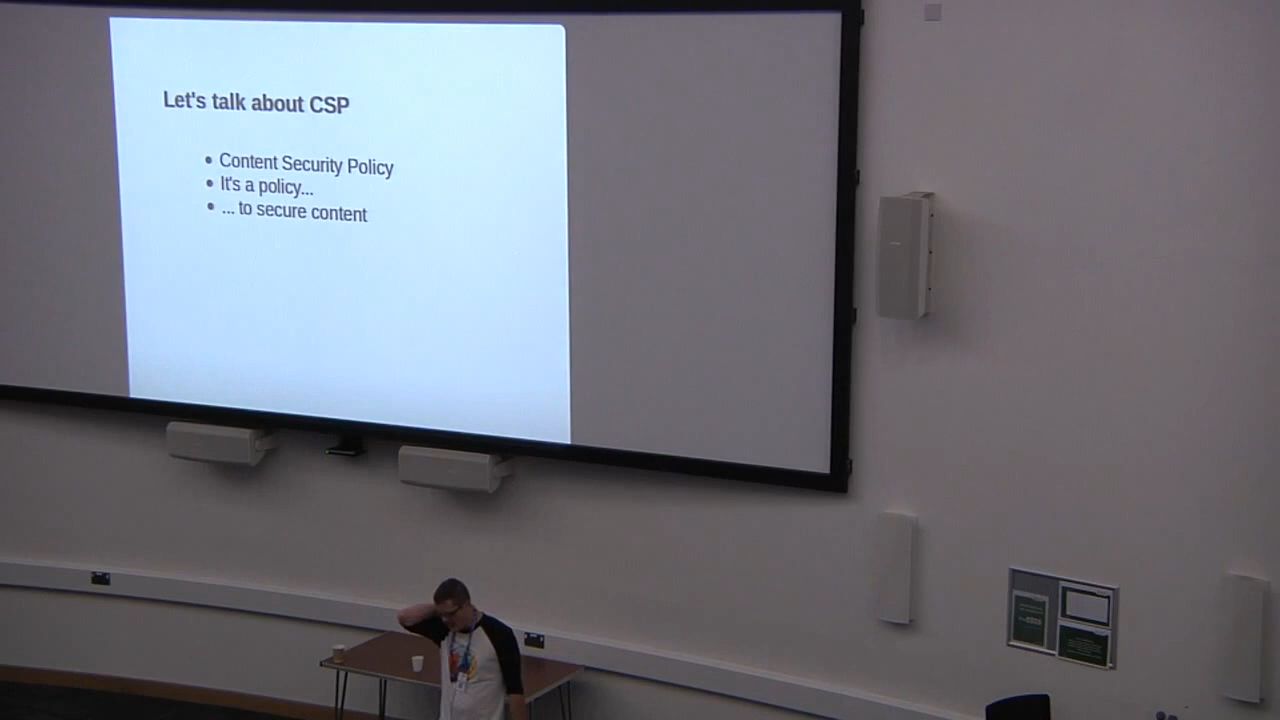 Let's talk about CSP
Content Security Policy
It's a policy...
... to secure content